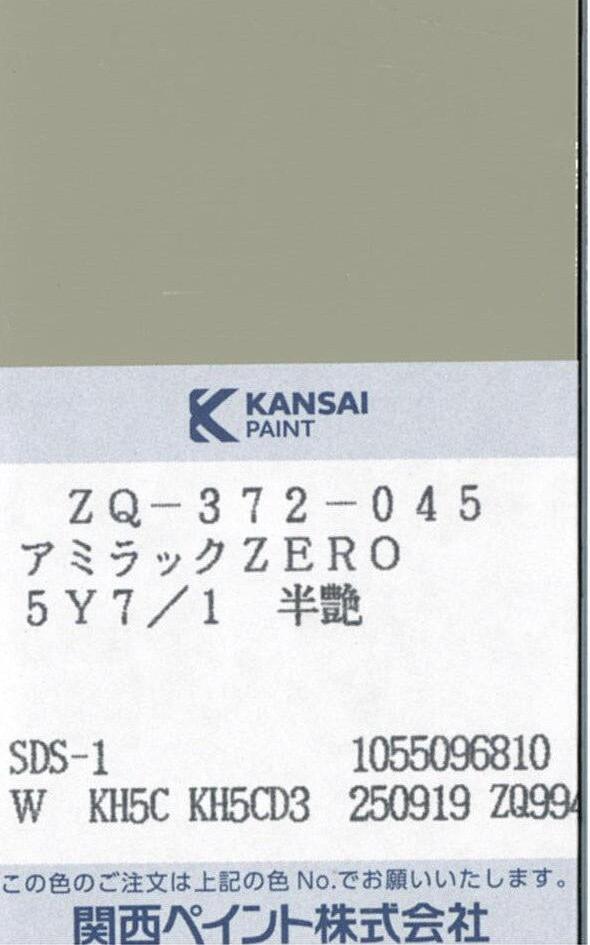 KANSAI
PAINT
ZQ-372-045
アミラックZERO
5Y7/1 半艶
SDS-1 1055096810
W KH5C KH5CD3 250919 ZQ994
この色のご注文は上記の色No.でお願いいたします。
関西ペイント株式会社